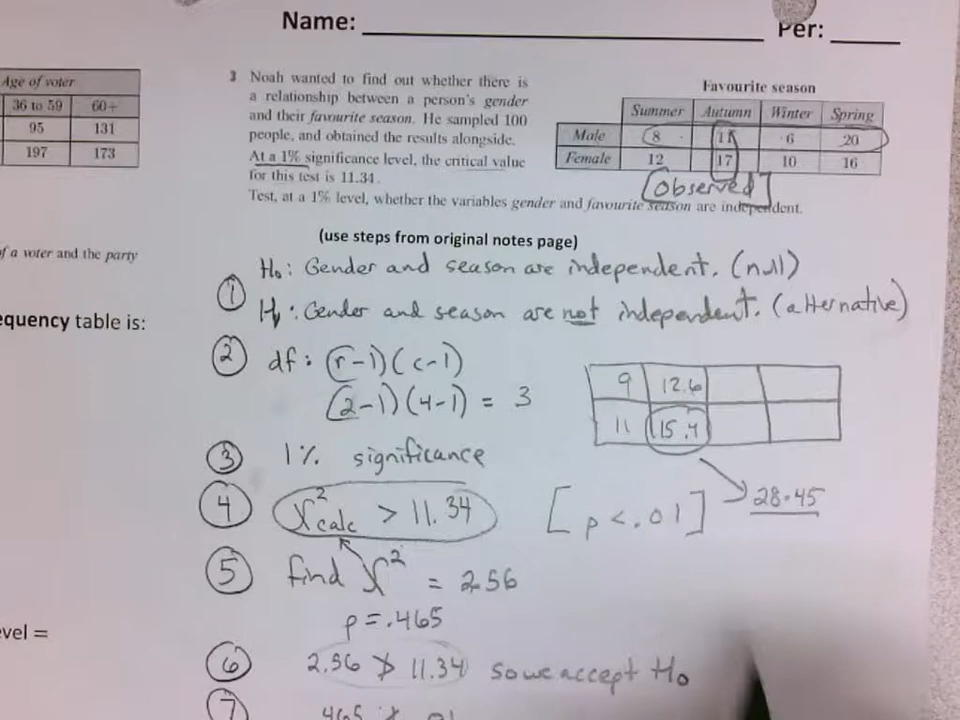 Name: Per:
Age of voter
36 to 59 60+
95 131
197 173
of a voter and the party
equency table is:
evel =
3 Noah wanted to find out whether there is
a relationship between a person's gender
and their favourite season. He sampled 100
people, and obtained the results alongside.
At a 1% significance level, the critical value
for this test is 11.34.
Test, at a 1% level, whether the variables gender and favourite season are independent.
Favourite season
Summer Autumn Winter Spring
Male 8 11 6 20
Female 12 17 10 16
[observed]
(use steps from original notes page)
① H₀: Gender and season are independent. (null)
H₁: Gender and season are not independent. (alternative)
② df: (r-1)(c-1)
(2-1)(4-1) = 3
9 12.6
11 15.4
28·45
③ 1% significance
④ X²calc > 11.34 [p < .01]
⑤ find X² = 2.56
p = .465
⑥ 2.56 ≯ 11.34 so we accept H₀
⑦ .465 ≮ .01